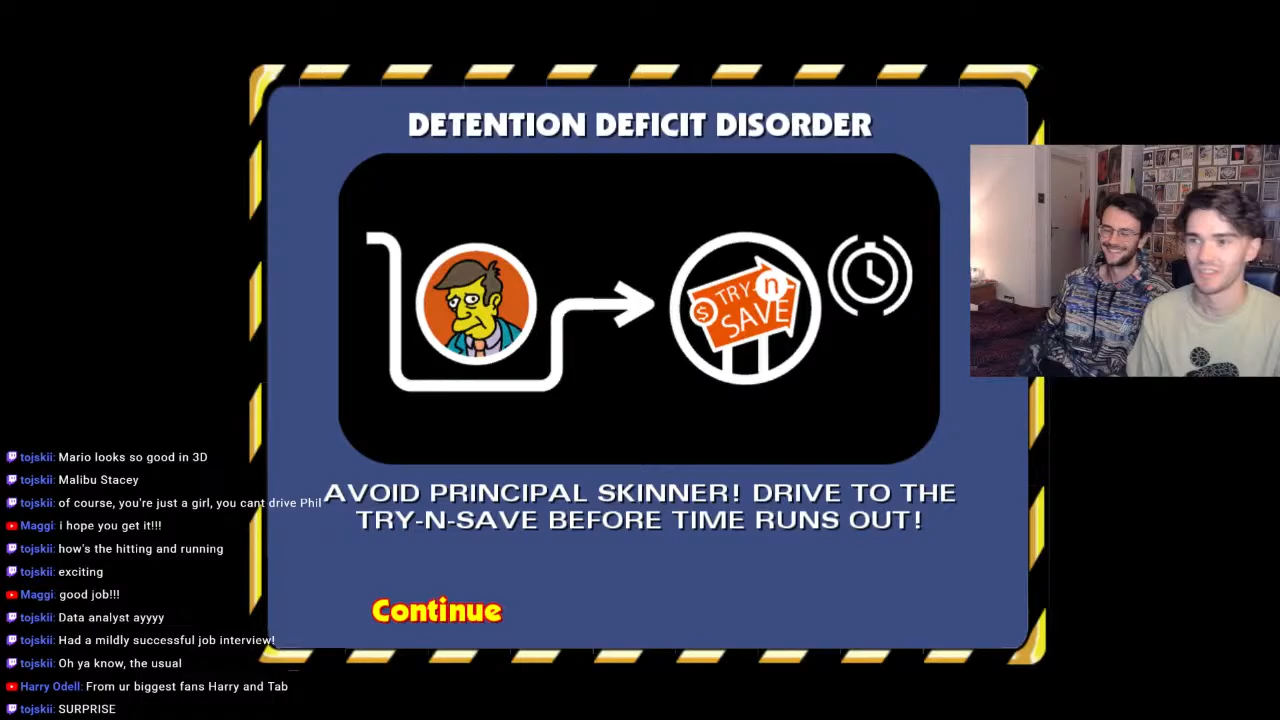 DETENTION DEFICIT DISORDER
TRY n
$ SAVE
AVOID PRINCIPAL SKINNER! DRIVE TO THE
TRY-N-SAVE BEFORE TIME RUNS OUT!
Continue
tojskii: Mario looks so good in 3D
tojskii: Malibu Stacey
tojskii: of course, you're just a girl, you cant drive Phil
Maggi: i hope you get it!!!
tojskii: how's the hitting and running
tojskii: exciting
Maggi: good job!!!
tojskii: Data analyst ayyyy
tojskii: Had a mildly successful job interview!
tojskii: Oh ya know, the usual
Harry Odell: From ur biggest fans Harry and Tab
tojskii: SURPRISE